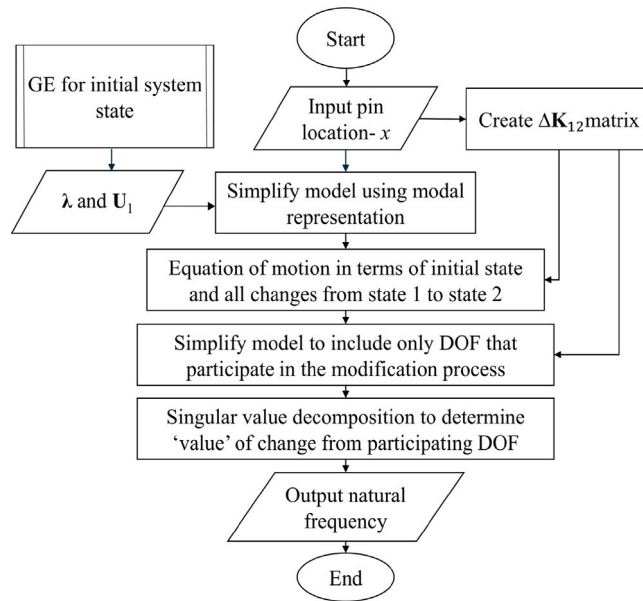 Start
GE for initial system
state
Input pin
location- x
Create ΔK₁₂matrix
λ and U₁
Simplify model using modal
representation
Equation of motion in terms of initial state
and all changes from state 1 to state 2
Simplify model to include only DOF that
participate in the modification process
Singular value decomposition to determine
‘value’ of change from participating DOF
Output natural
frequency
End